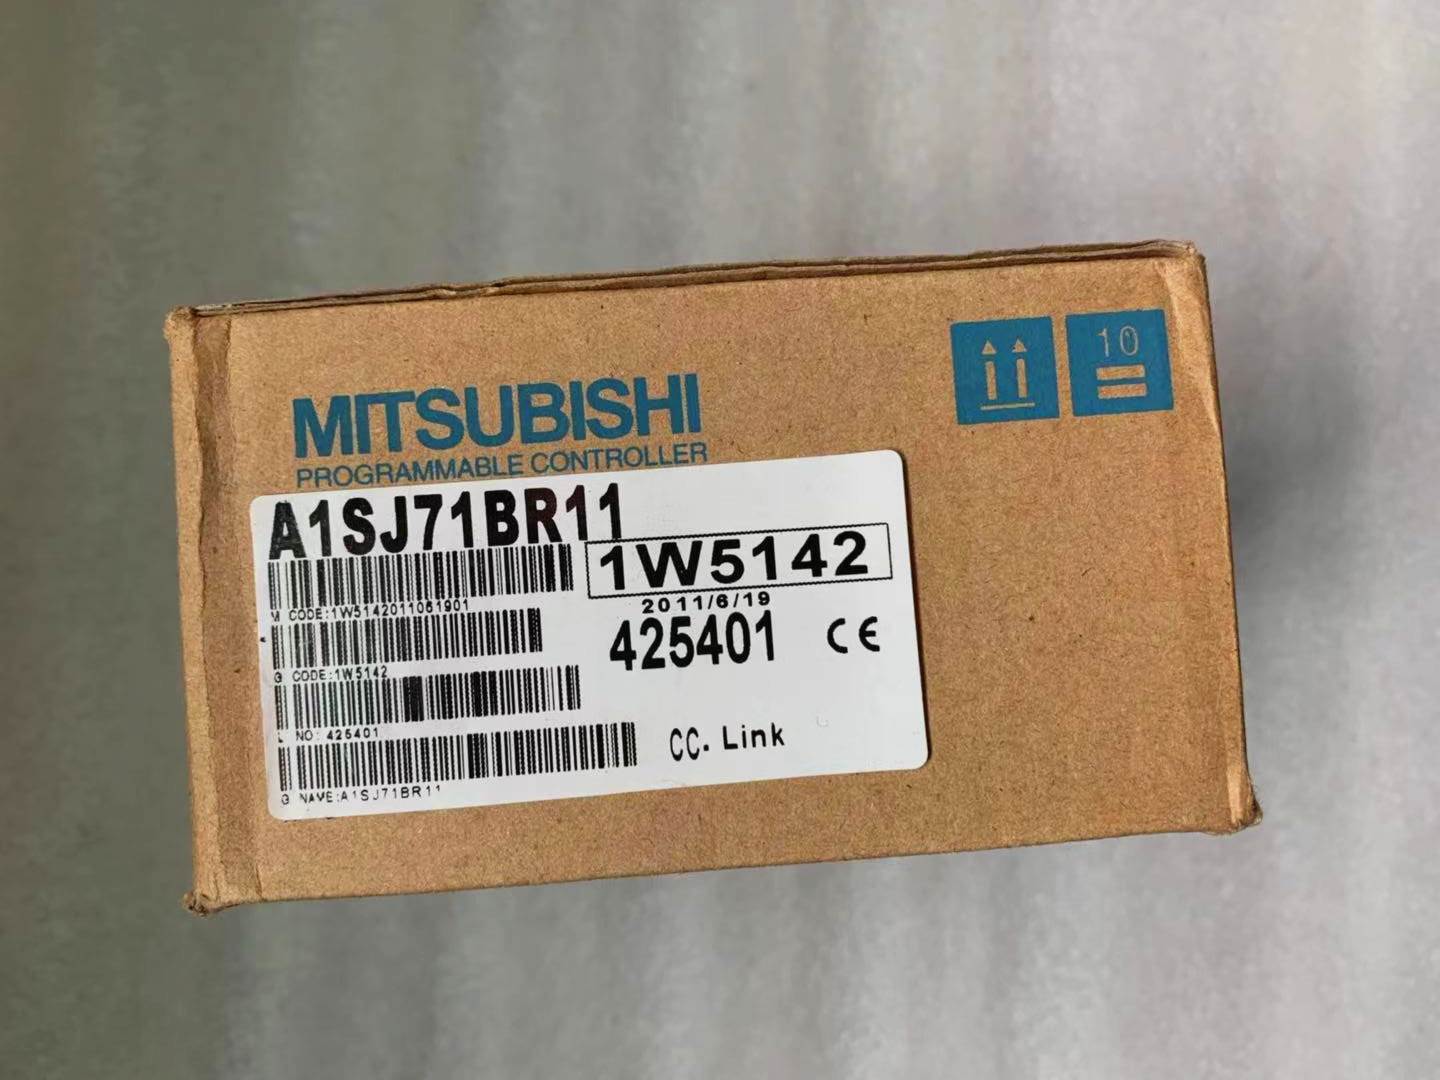 MITSUBISHI
PROGRAMMABLE CONTROLLER
10
A1SJ71BR11
1W5142
M CODE:1W5142011061901
2011/6/19
425401 CE
G CODE:1W5142
L NO: 425401
CC. Link
G NAVE:A1SJ71BR11